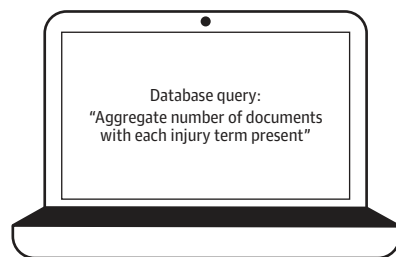 Database query:
“Aggregate number of documents
with each injury term present”